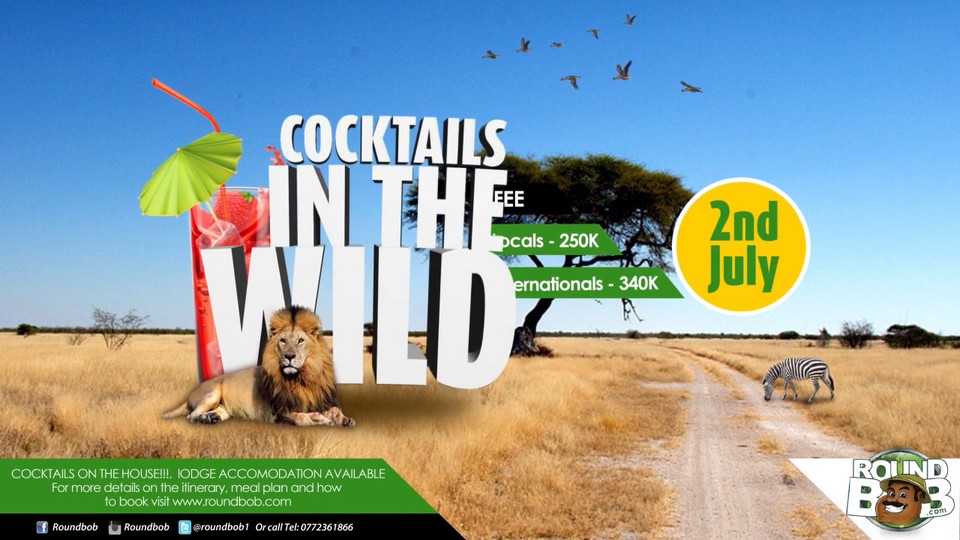 COCKTAILS
IN THE
WILD
EEE
ocals - 250K
ernationals - 340K
2nd
July
COCKTAILS ON THE HOUSE!!!. lODGE ACCOMODATION AVAILABLE
For more details on the itinerary, meal plan and how
to book visit www.roundbob.com
Roundbob Roundbob @roundbob1 Or call Tel: 0772361866
ROUND
BOB
.com